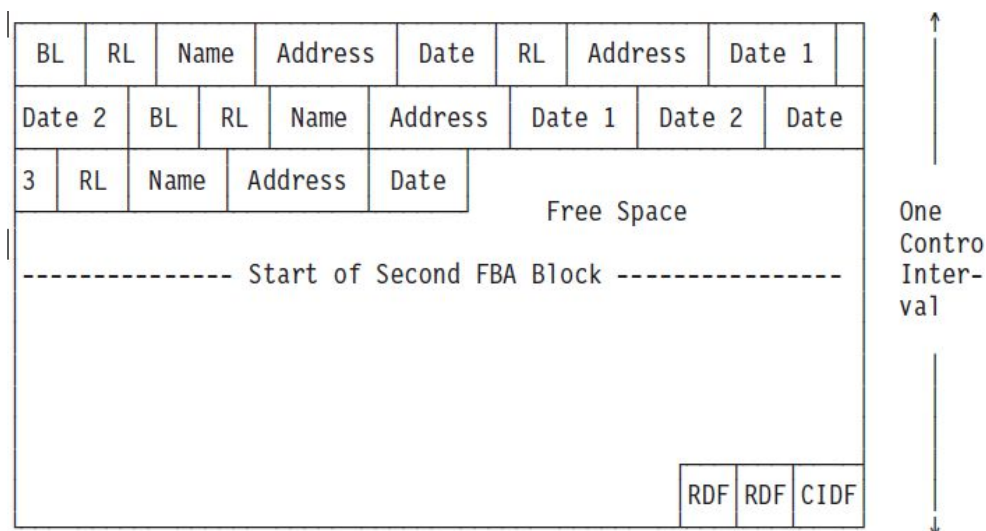 BL RL Name Address Date RL Address Date 1
Date 2 BL RL Name Address Date 1 Date 2 Date
3 RL Name Address Date
Free Space
One
Contro
--------------- Start of Second FBA Block ---------------- Inter-
val
RDF RDF CIDF